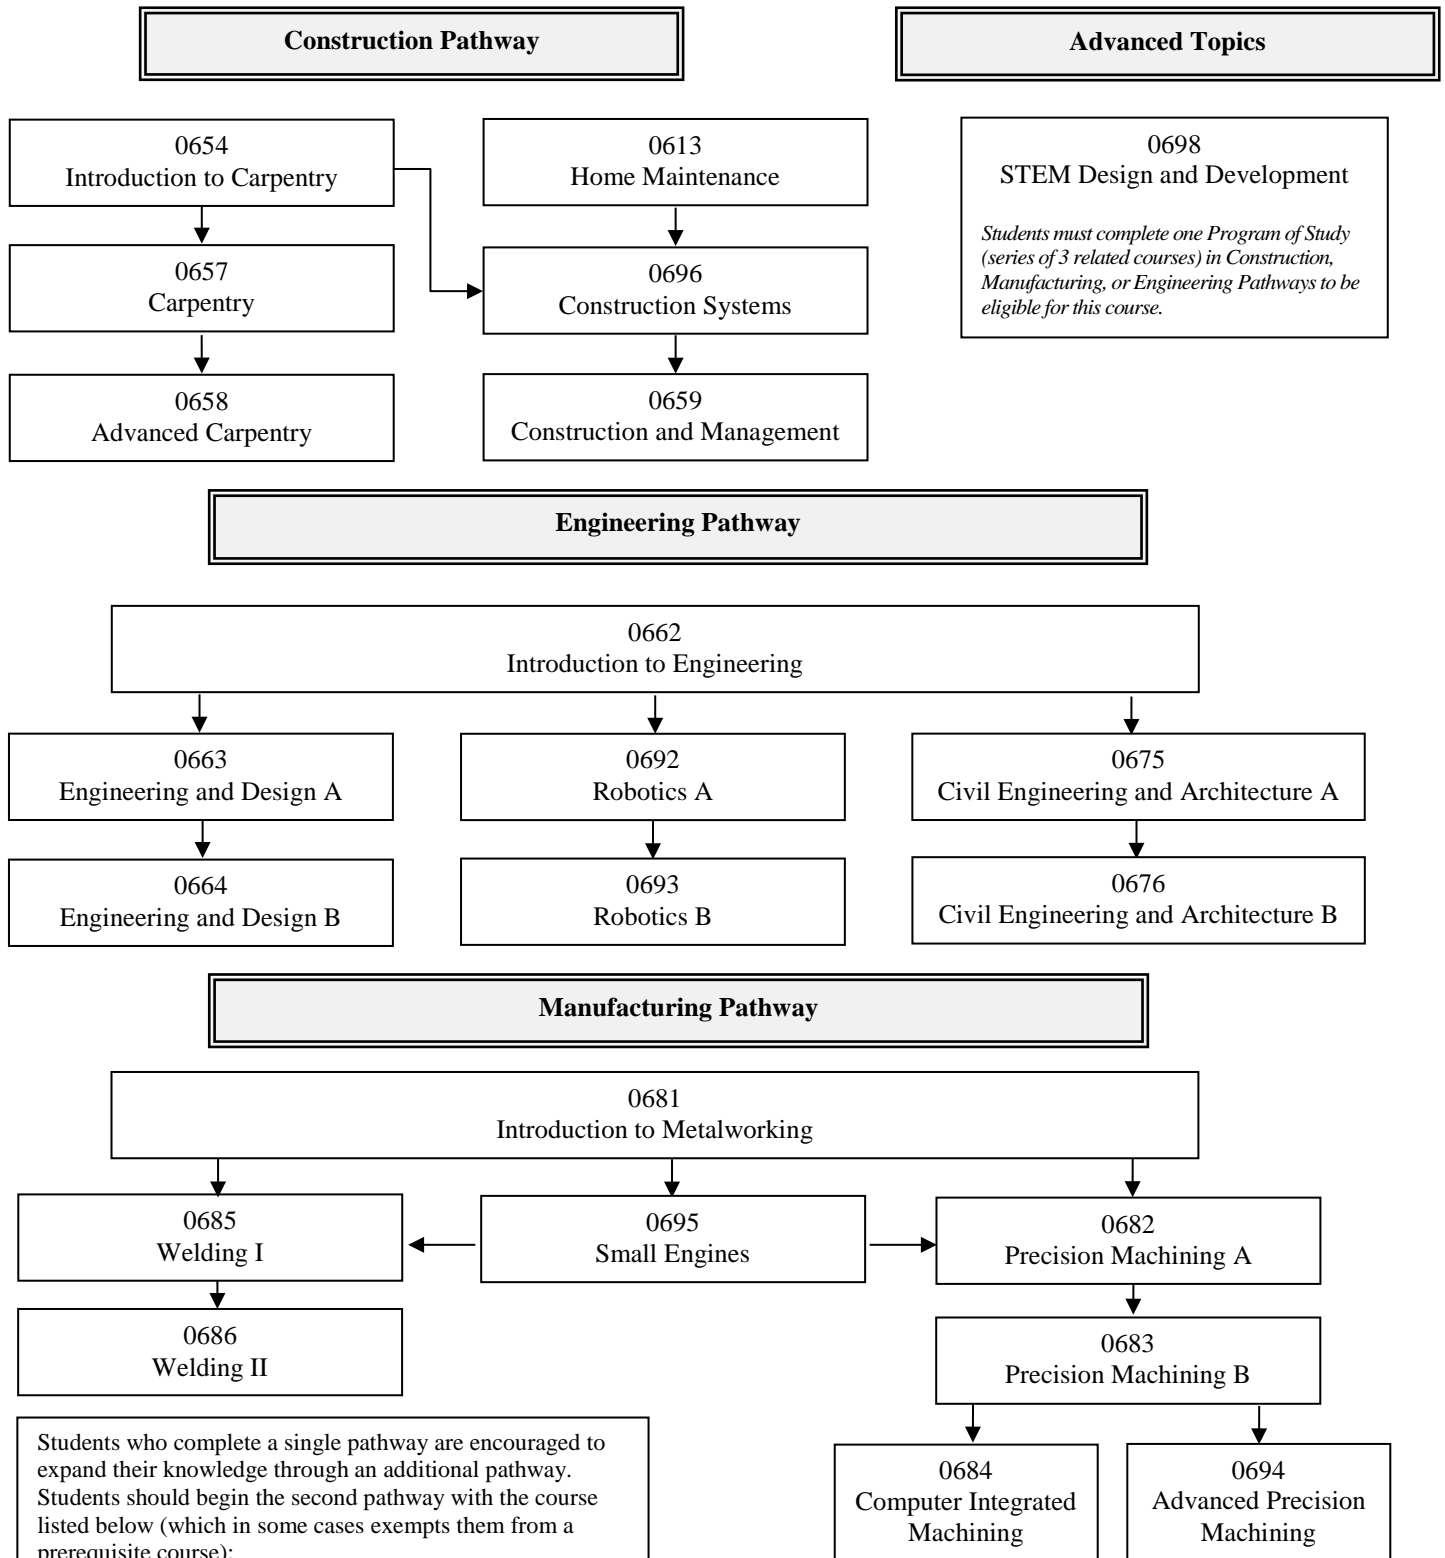 Construction Pathway
Advanced Topics
0654
Introduction to Carpentry
0613
Home Maintenance
0698
STEM Design and Development
Students must complete one Program of Study
(series of 3 related courses) in Construction,
Manufacturing, or Engineering Pathways to be
eligible for this course.
0657
Carpentry
0696
Construction Systems
0658
Advanced Carpentry
0659
Construction and Management
Engineering Pathway
0662
Introduction to Engineering
0663
Engineering and Design A
0692
Robotics A
0675
Civil Engineering and Architecture A
0664
Engineering and Design B
0693
Robotics B
0676
Civil Engineering and Architecture B
Manufacturing Pathway
0681
Introduction to Metalworking
0685
Welding I
0695
Small Engines
0682
Precision Machining A
0686
Welding II
0683
Precision Machining B
Students who complete a single pathway are encouraged to
expand their knowledge through an additional pathway.
Students should begin the second pathway with the course
listed below (which in some cases exempts them from a
prerequisite course):
0684
Computer Integrated
Machining
0694
Advanced Precision
Machining